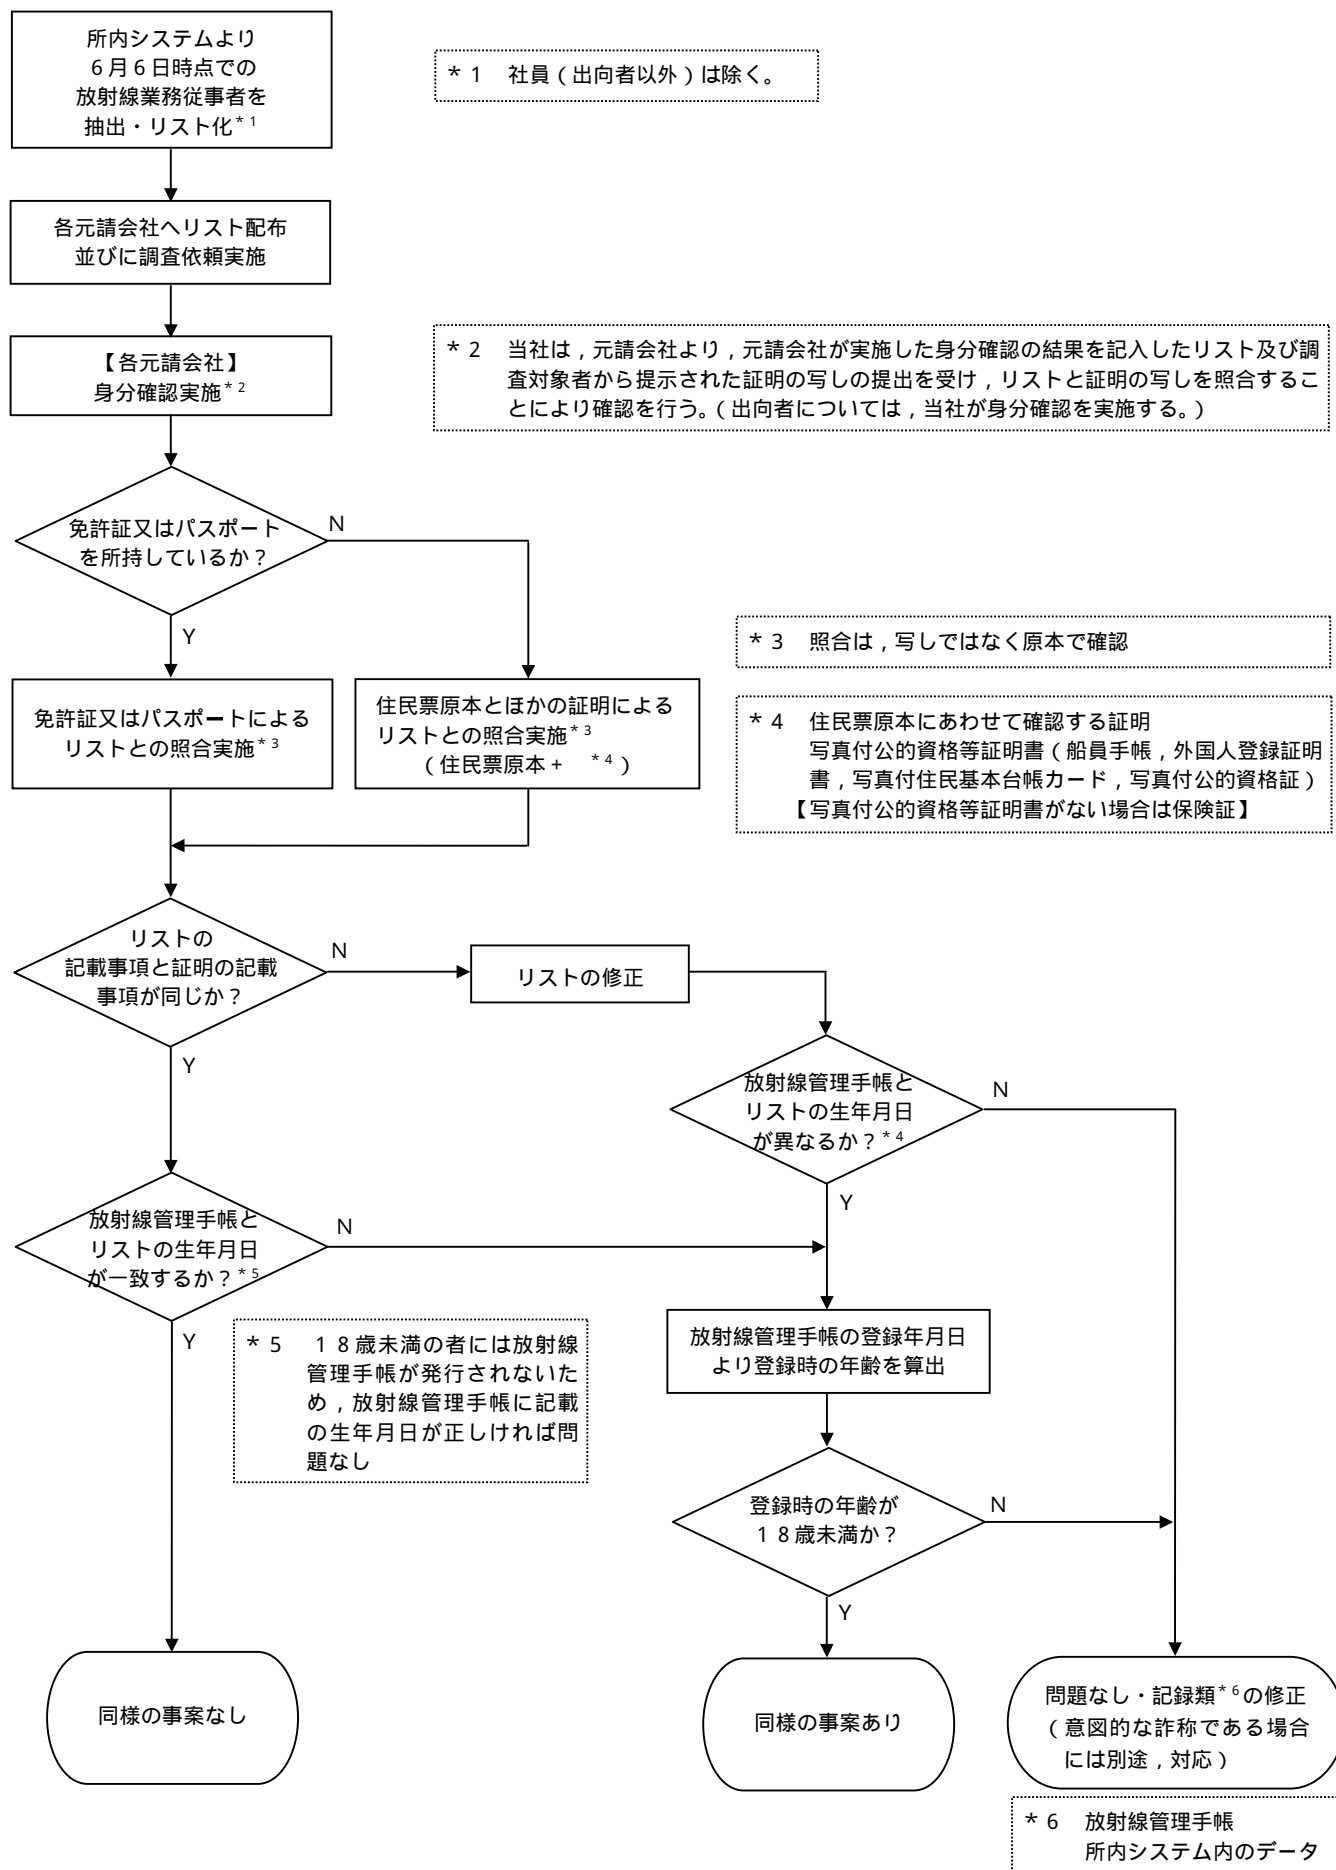 所内システムより
６月６日時点での
放射線業務従事者を
抽出・リスト化*1
*1　社員（出向者以外）は除く。
各元請会社へリスト配布
並びに調査依頼実施
【各元請会社】
身分確認実施*2
*2　当社は，元請会社より，元請会社が実施した身分確認の結果を記入したリスト及び調
査対象者から提示された証明の写しの提出を受け，リストと証明の写しを照合するこ
とにより確認を行う。（出向者については，当社が身分確認を実施する。）
免許証又はパスポート
を所持しているか？
N
Y
*3　照合は，写しではなく原本で確認
免許証又はパスポートによる
リストとの照合実施*3
住民票原本とほかの証明による
リストとの照合実施*3
（住民票原本+　*4）
*4　住民票原本にあわせて確認する証明
写真付公的資格等証明書（船員手帳，外国人登録証明
書，写真付住民基本台帳カード，写真付公的資格証）
【写真付公的資格等証明書がない場合は保険証】
リストの
記載事項と証明の記載
事項が同じか？
N
Y
リストの修正
放射線管理手帳と
リストの生年月日
が異なるか？*4
N
Y
放射線管理手帳と
リストの生年月日
が一致するか？*5
N
Y
*5　１８歳未満の者には放射線
管理手帳が発行されないた
め，放射線管理手帳に記載
の生年月日が正しければ問
題なし
放射線管理手帳の登録年月日
より登録時の年齢を算出
登録時の年齢が
１８歳未満か？
N
Y
同様の事案なし
同様の事案あり
問題なし・記録類*6の修正
（意図的な詐称である場合
には別途，対応）
*6　放射線管理手帳
所内システム内のデータ